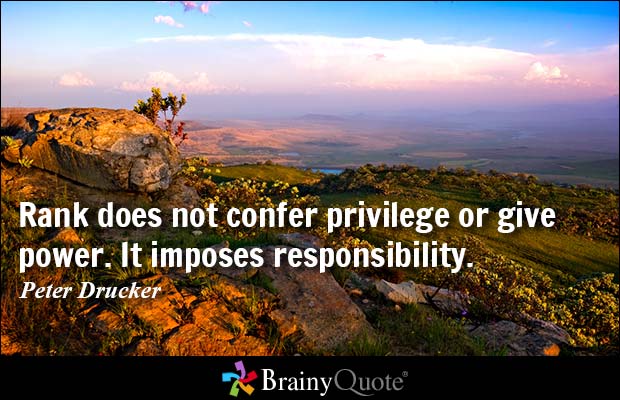 Rank does not confer privilege or give
power. It imposes responsibility.
Peter Drucker
BrainyQuote®